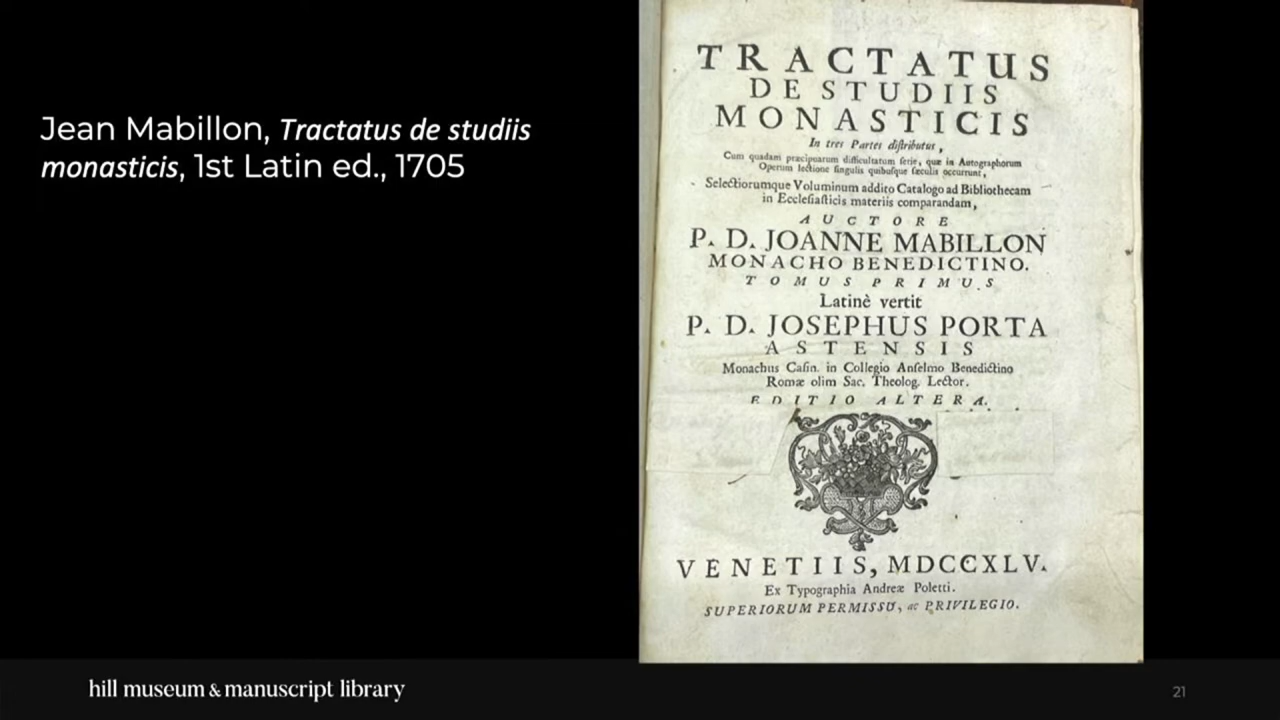 Jean Mabillon, Tractatus de studiis
monasticis, 1st Latin ed., 1705
TRACTATUS
DE STUDIIS
MONASTICIS
In tres Partes diſtributus,
Cum quadam præcipuarum difficultatum ſerie, quæ in Autographorum
Operum lectione ſingulis quibuſque ſæculis occurrunt,
Selectiorumque Voluminum addito Catalogo ad Bibliothecam
in Eccleſiaſticis materiis comparandam,
AUCTORE
P. D. JOANNE MABILLON
MONACHO BENEDICTINO.
TOMUS PRIMUS
Latinè vertit
P. D. JOSEPHUS PORTA
ASTENSIS
Monachus Caſin. in Collegio Anſelmo Benedictino
Romæ olim Sac. Theolog. Lector.
EDITIO ALTERA.
VENETIIS, MDCCXLV.
Ex Typographia Andreæ Poletti.
SUPERIORUM PERMISSU, ac PRIVILEGIO.
hill museum & manuscript library
21